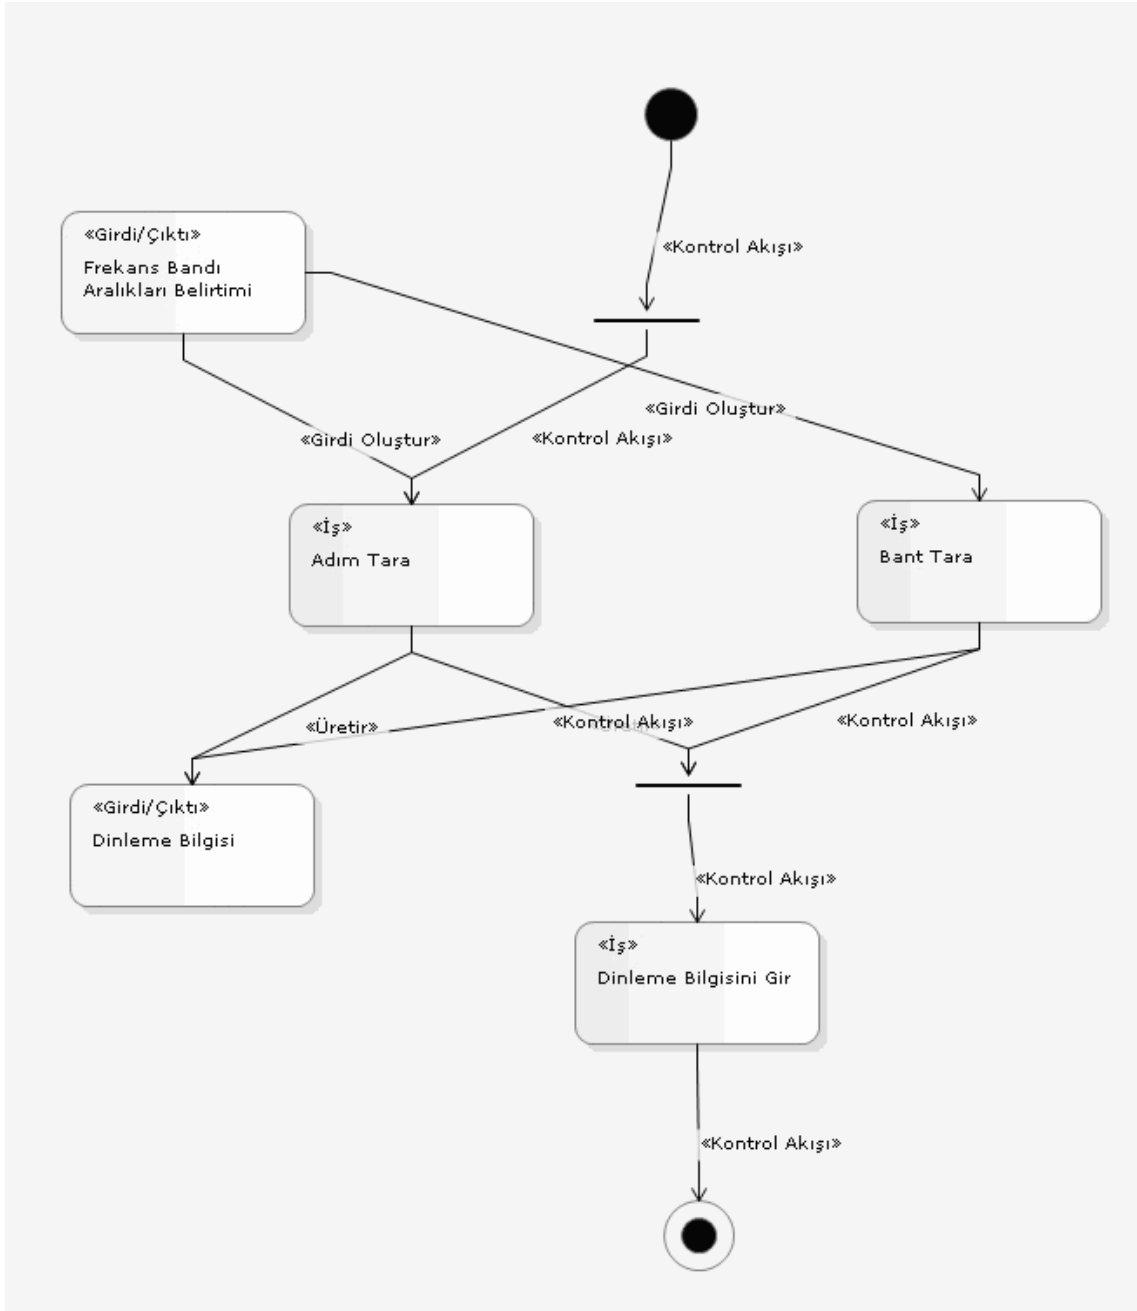 «Kontrol Akışı»
«Girdi/Çıktı»
Frekans Bandı
Aralıkları Belirtimi
«Girdi Oluştur»
«Girdi Oluştur»
«Kontrol Akışı»
«İş»
Adım Tara
«İş»
Bant Tara
«Üretir»
«Kontrol Akışı»
«Kontrol Akışı»
«Girdi/Çıktı»
Dinleme Bilgisi
«Kontrol Akışı»
«İş»
Dinleme Bilgisini Gir
«Kontrol Akışı»